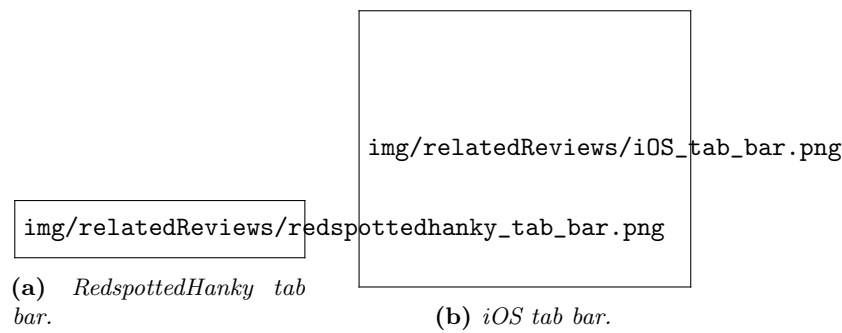 img/relatedReviews/iOS_tab_bar.png
img/relatedReviews/redspottedhanky_tab_bar.png
(a) RedspottedHanky tab
bar.
(b) iOS tab bar.